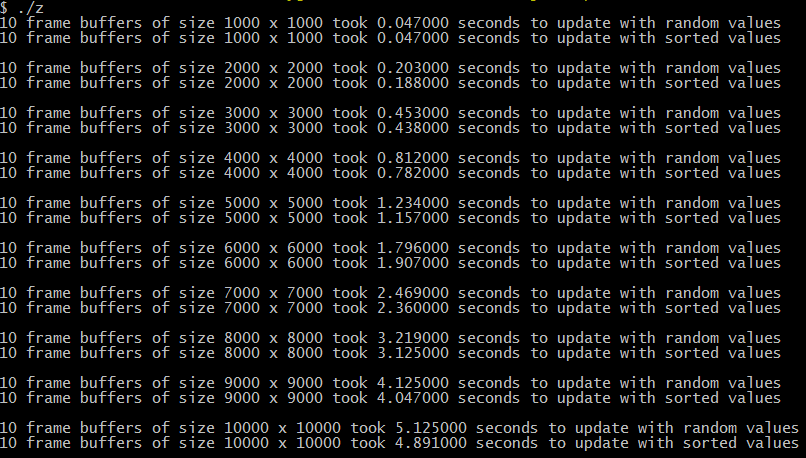 $ ./z
10 frame buffers of size 1000 x 1000 took 0.047000 seconds to update with random values
10 frame buffers of size 1000 x 1000 took 0.047000 seconds to update with sorted values
10 frame buffers of size 2000 x 2000 took 0.203000 seconds to update with random values
10 frame buffers of size 2000 x 2000 took 0.188000 seconds to update with sorted values
10 frame buffers of size 3000 x 3000 took 0.453000 seconds to update with random values
10 frame buffers of size 3000 x 3000 took 0.438000 seconds to update with sorted values
10 frame buffers of size 4000 x 4000 took 0.812000 seconds to update with random values
10 frame buffers of size 4000 x 4000 took 0.782000 seconds to update with sorted values
10 frame buffers of size 5000 x 5000 took 1.234000 seconds to update with random values
10 frame buffers of size 5000 x 5000 took 1.157000 seconds to update with sorted values
10 frame buffers of size 6000 x 6000 took 1.796000 seconds to update with random values
10 frame buffers of size 6000 x 6000 took 1.907000 seconds to update with sorted values
10 frame buffers of size 7000 x 7000 took 2.469000 seconds to update with random values
10 frame buffers of size 7000 x 7000 took 2.360000 seconds to update with sorted values
10 frame buffers of size 8000 x 8000 took 3.219000 seconds to update with random values
10 frame buffers of size 8000 x 8000 took 3.125000 seconds to update with sorted values
10 frame buffers of size 9000 x 9000 took 4.125000 seconds to update with random values
10 frame buffers of size 9000 x 9000 took 4.047000 seconds to update with sorted values
10 frame buffers of size 10000 x 10000 took 5.125000 seconds to update with random values
10 frame buffers of size 10000 x 10000 took 4.891000 seconds to update with sorted values